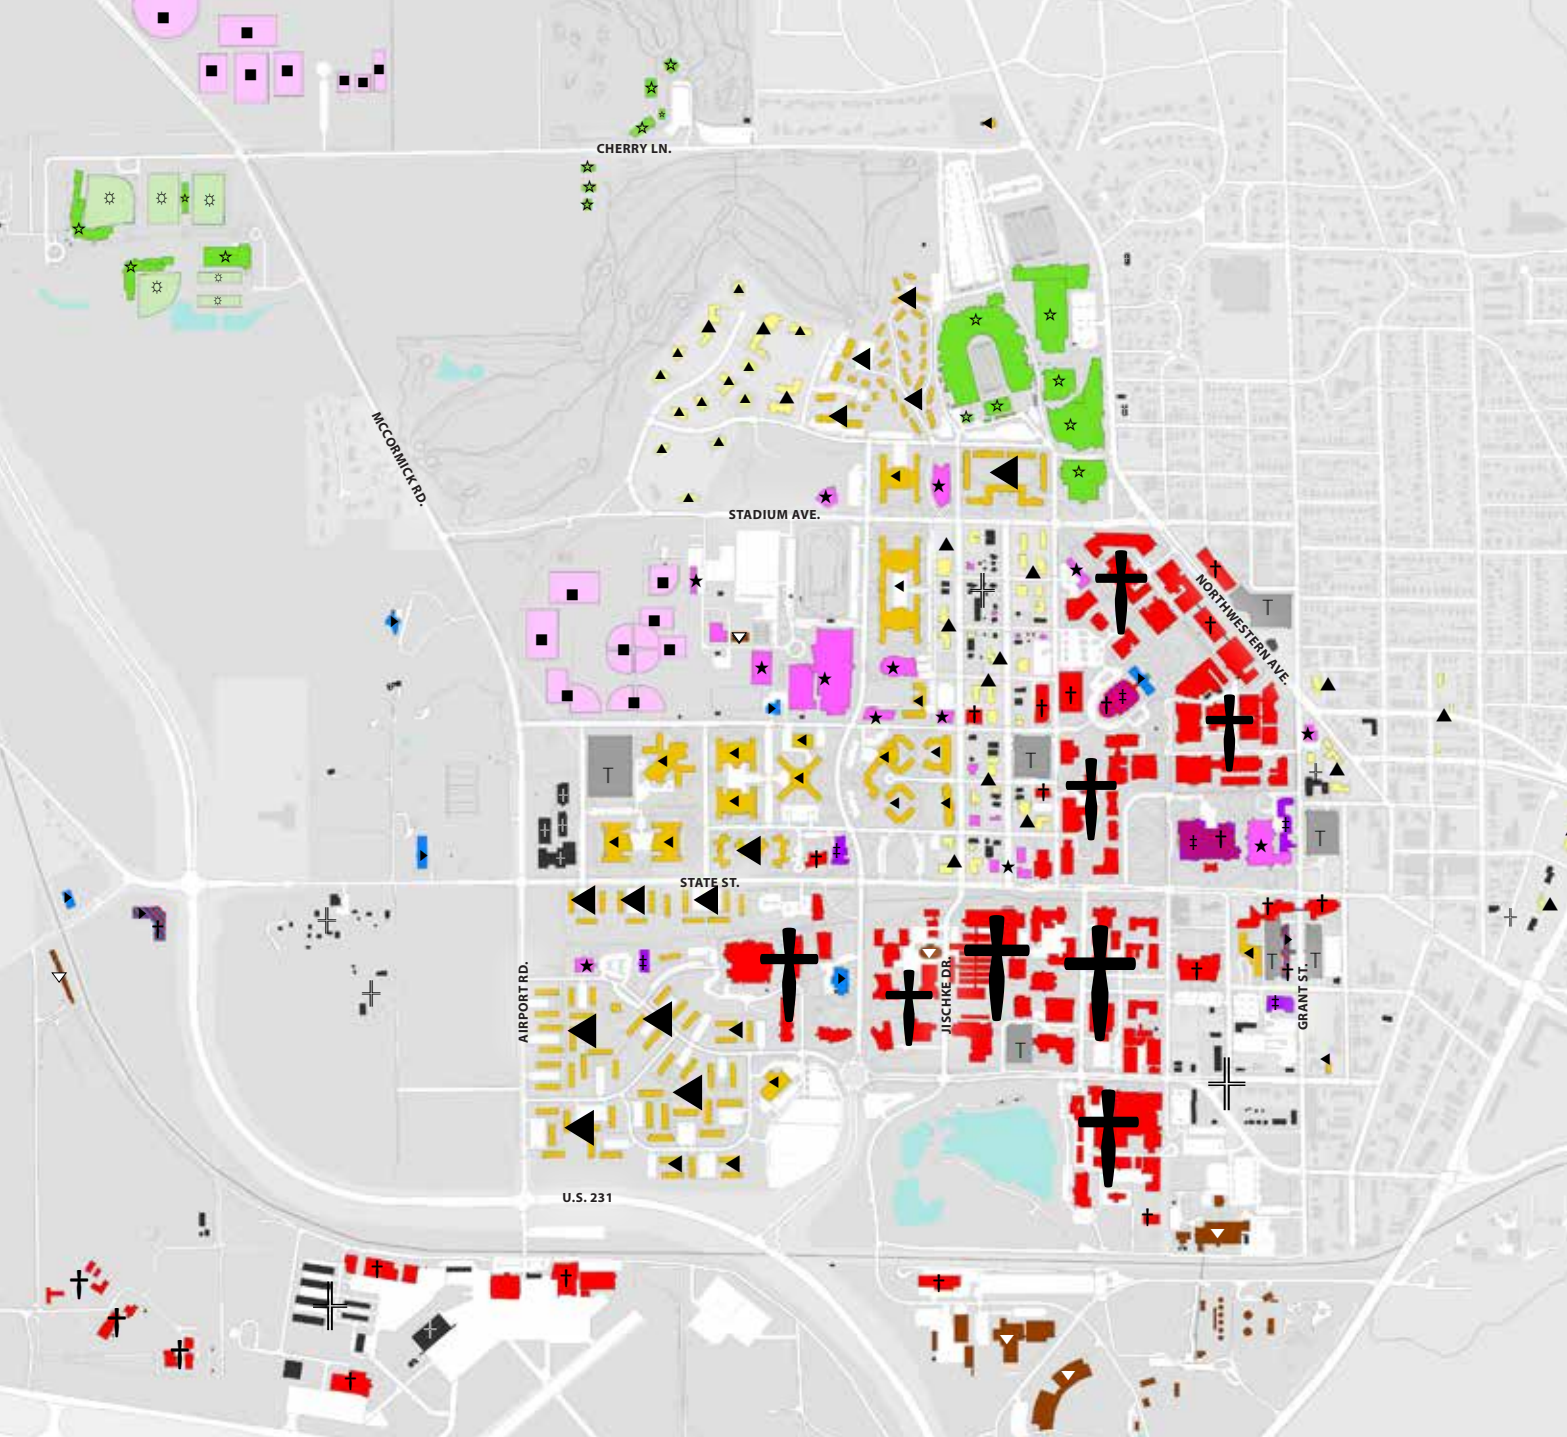 CHERRY LN.
MCCORMICK RD.
STADIUM AVE.
NORTHWESTERN AVE.
T
T
T
T
STATE ST.
AIRPORT RD.
JISCHKE DR.
GRANT ST.
T
T
T
U.S. 231